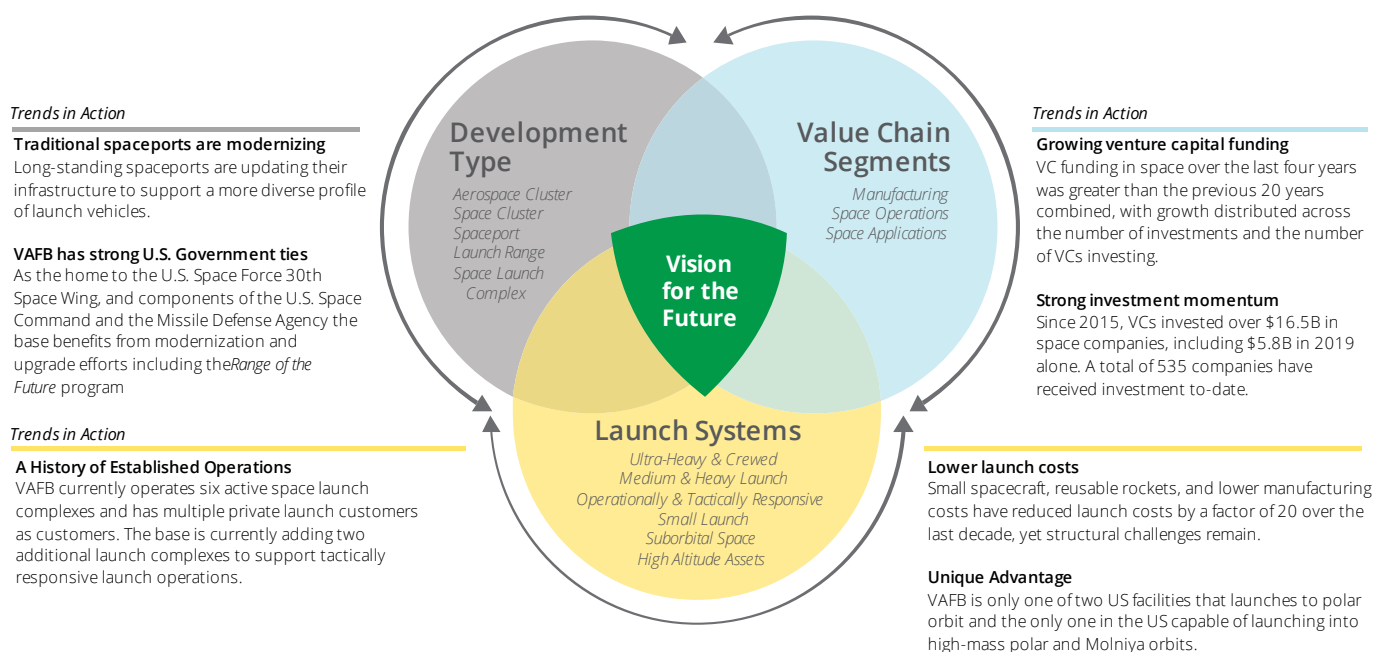 Trends in Action
Traditional spaceports are modernizing
Long-standing spaceports are updating their
infrastructure to support a more diverse profile
of launch vehicles.
VAFB has strong U.S. Government ties
As the home to the U.S. Space Force 30th
Space Wing, and components of the U.S. Space
Command and the Missile Defense Agency the
base benefits from modernization and
upgrade efforts including theRange of the
Future program
Development
Type
Aerospace Cluster
Space Cluster
Spaceport
Launch Range
Space Launch
Complex
Value Chain
Segments
Manufacturing
Space Operations
Space Applications
Vision
for the
Future
Trends in Action
Growing venture capital funding
VC funding in space over the last four years
was greater than the previous 20 years
combined, with growth distributed across
the number of investments and the number
of VCs investing.
Strong investment momentum
Since 2015, VCs invested over $16.5B in
space companies, including $5.8B in 2019
alone. A total of 535 companies have
received investment to-date.
Trends in Action
A History of Established Operations
VAFB currently operates six active space launch
complexes and has multiple private launch customers
as customers. The base is currently adding two
additional launch complexes to support tactically
responsive launch operations.
Launch Systems
Ultra-Heavy & Crewed
Medium & Heavy Launch
Operationally & Tactically Responsive
Small Launch
Suborbital Space
High Altitude Assets
Lower launch costs
Small spacecraft, reusable rockets, and lower manufacturing
costs have reduced launch costs by a factor of 20 over the
last decade, yet structural challenges remain.
Unique Advantage
VAFB is only one of two US facilities that launches to polar
orbit and the only one in the US capable of launching into
high-mass polar and Molniya orbits.